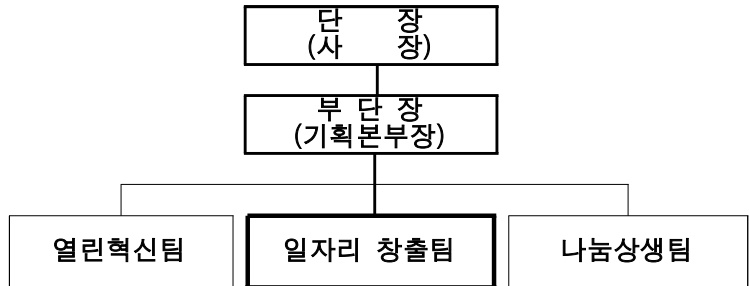 단 장
(사 장)
부 단 장
(기획본부장)
열린혁신팀
일자리 창출팀
나눔상생팀